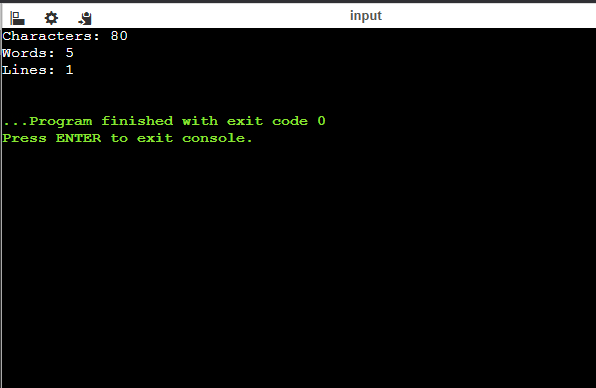 input
Characters: 80
Words: 5
Lines: 1
...Program finished with exit code 0
Press ENTER to exit console.